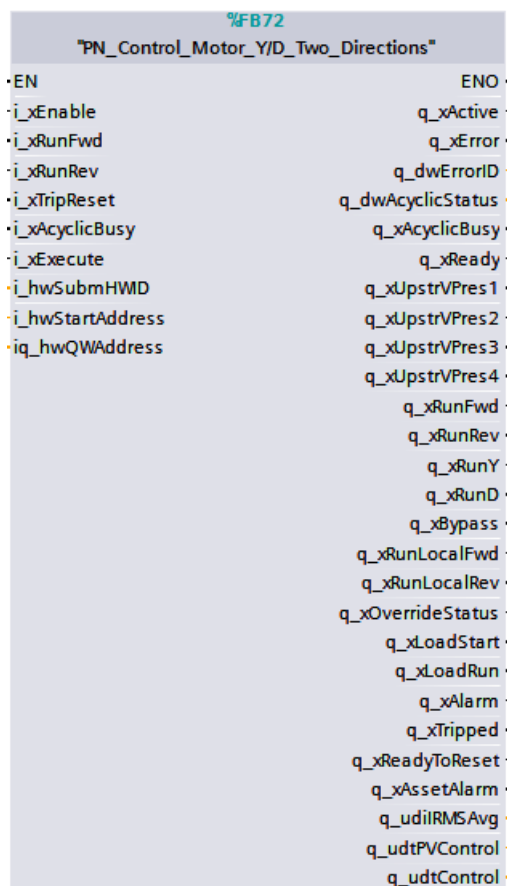 %FB72
"PN_Control_Motor_Y/D_Two_Directions"
EN ENO
i_xEnable q_xActive
i_xRunFwd q_xError
i_xRunRev q_dwErrorID
i_xTripReset q_dwAcyclicStatus
i_xAcyclicBusy q_xAcyclicBusy
i_xExecute q_xReady
i_hwSubmHWID q_xUpstrVPres1
i_hwStartAddress q_xUpstrVPres2
iq_hwQWAddress q_xUpstrVPres3
q_xUpstrVPres4
q_xRunFwd
q_xRunRev
q_xRunY
q_xRunD
q_xBypass
q_xRunLocalFwd
q_xRunLocalRev
q_xOverrideStatus
q_xLoadStart
q_xLoadRun
q_xAlarm
q_xTripped
q_xReadyToReset
q_xAssetAlarm
q_udiIRMSAvg
q_udtPVControl
q_udtControl